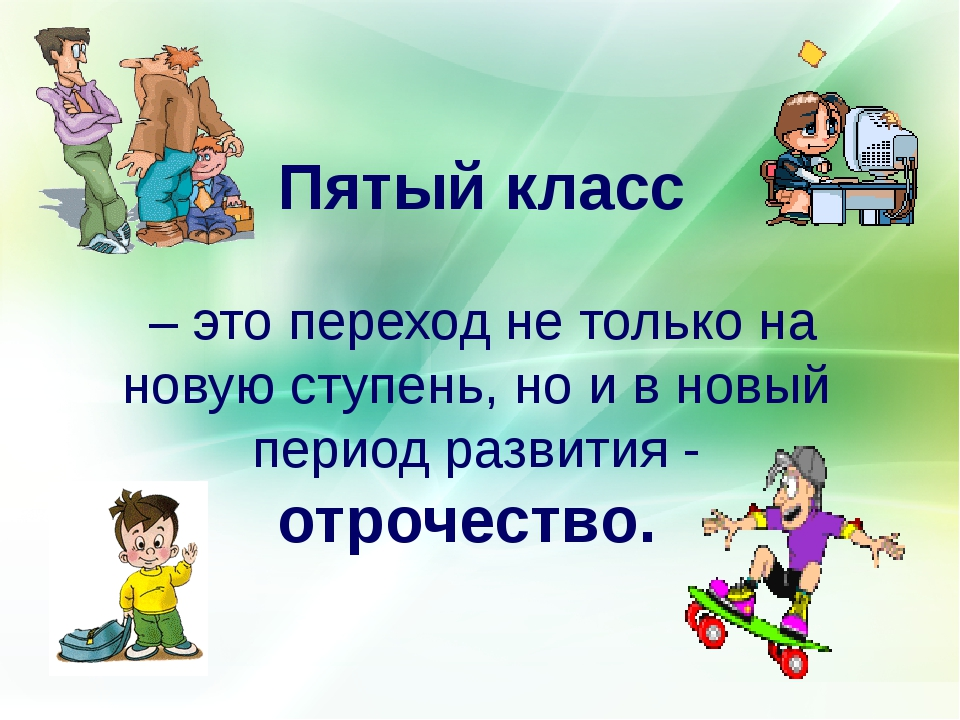 Пятый класс
– это переход не только на
новую ступень, но и в новый
период развития -
отрочество.